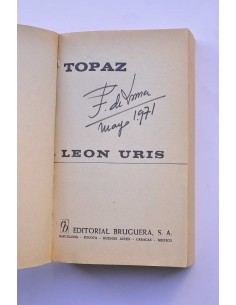 TOPAZ
mayo 1971
LEON URIS
EDITORIAL BRUGUERA, S. A.
BARCELONA - BOGOTA - BUENOS AIRES - CARACAS - MEXICO